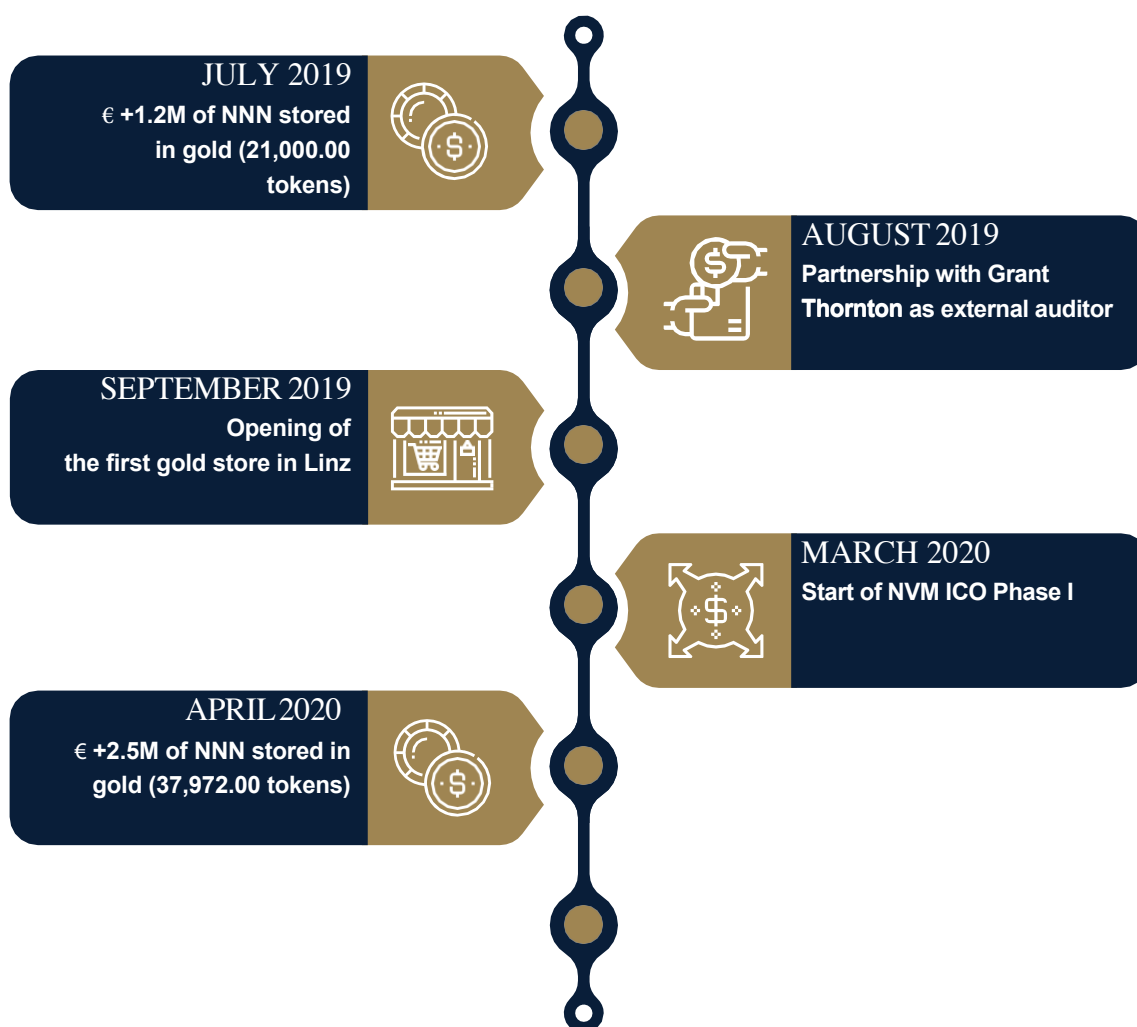 JULY 2019
€ +1.2M of NNN stored
in gold (21,000.00
tokens)
AUGUST 2019
Partnership with Grant
Thornton as external auditor
SEPTEMBER 2019
Opening of
the first gold store in Linz
MARCH 2020
Start of NVM ICO Phase I
APRIL 2020
€ +2.5M of NNN stored in
gold (37,972.00 tokens)